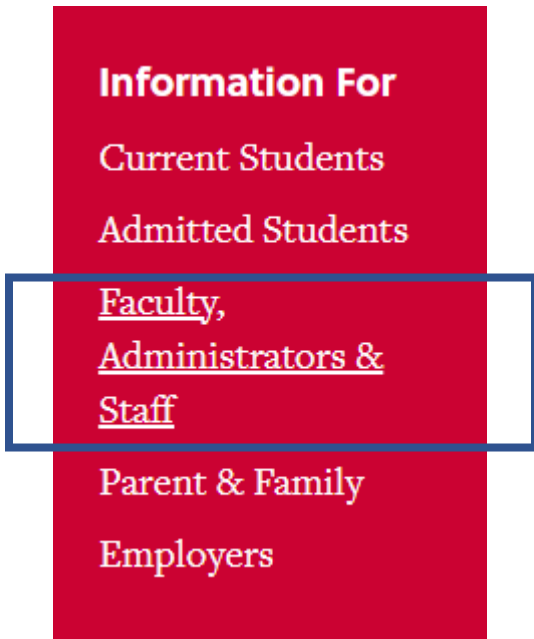 Information For
Current Students
Admitted Students
Faculty,
Administrators &
Staff
Parent & Family
Employers